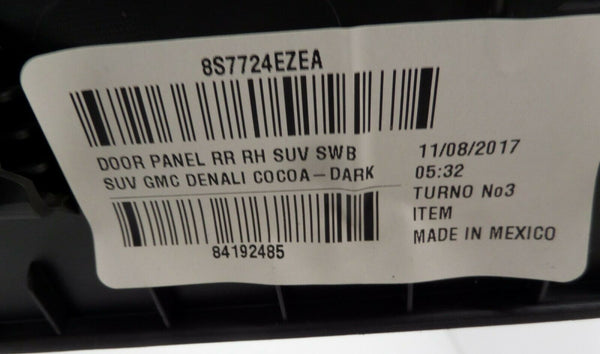 8S7724EZEA
DOOR PANEL RR RH SUV SWB
SUV GMC DENALI COCOA-DARK
84192485
11/08/2017
05:32
TURNO No3
ITEM
MADE IN MEXICO